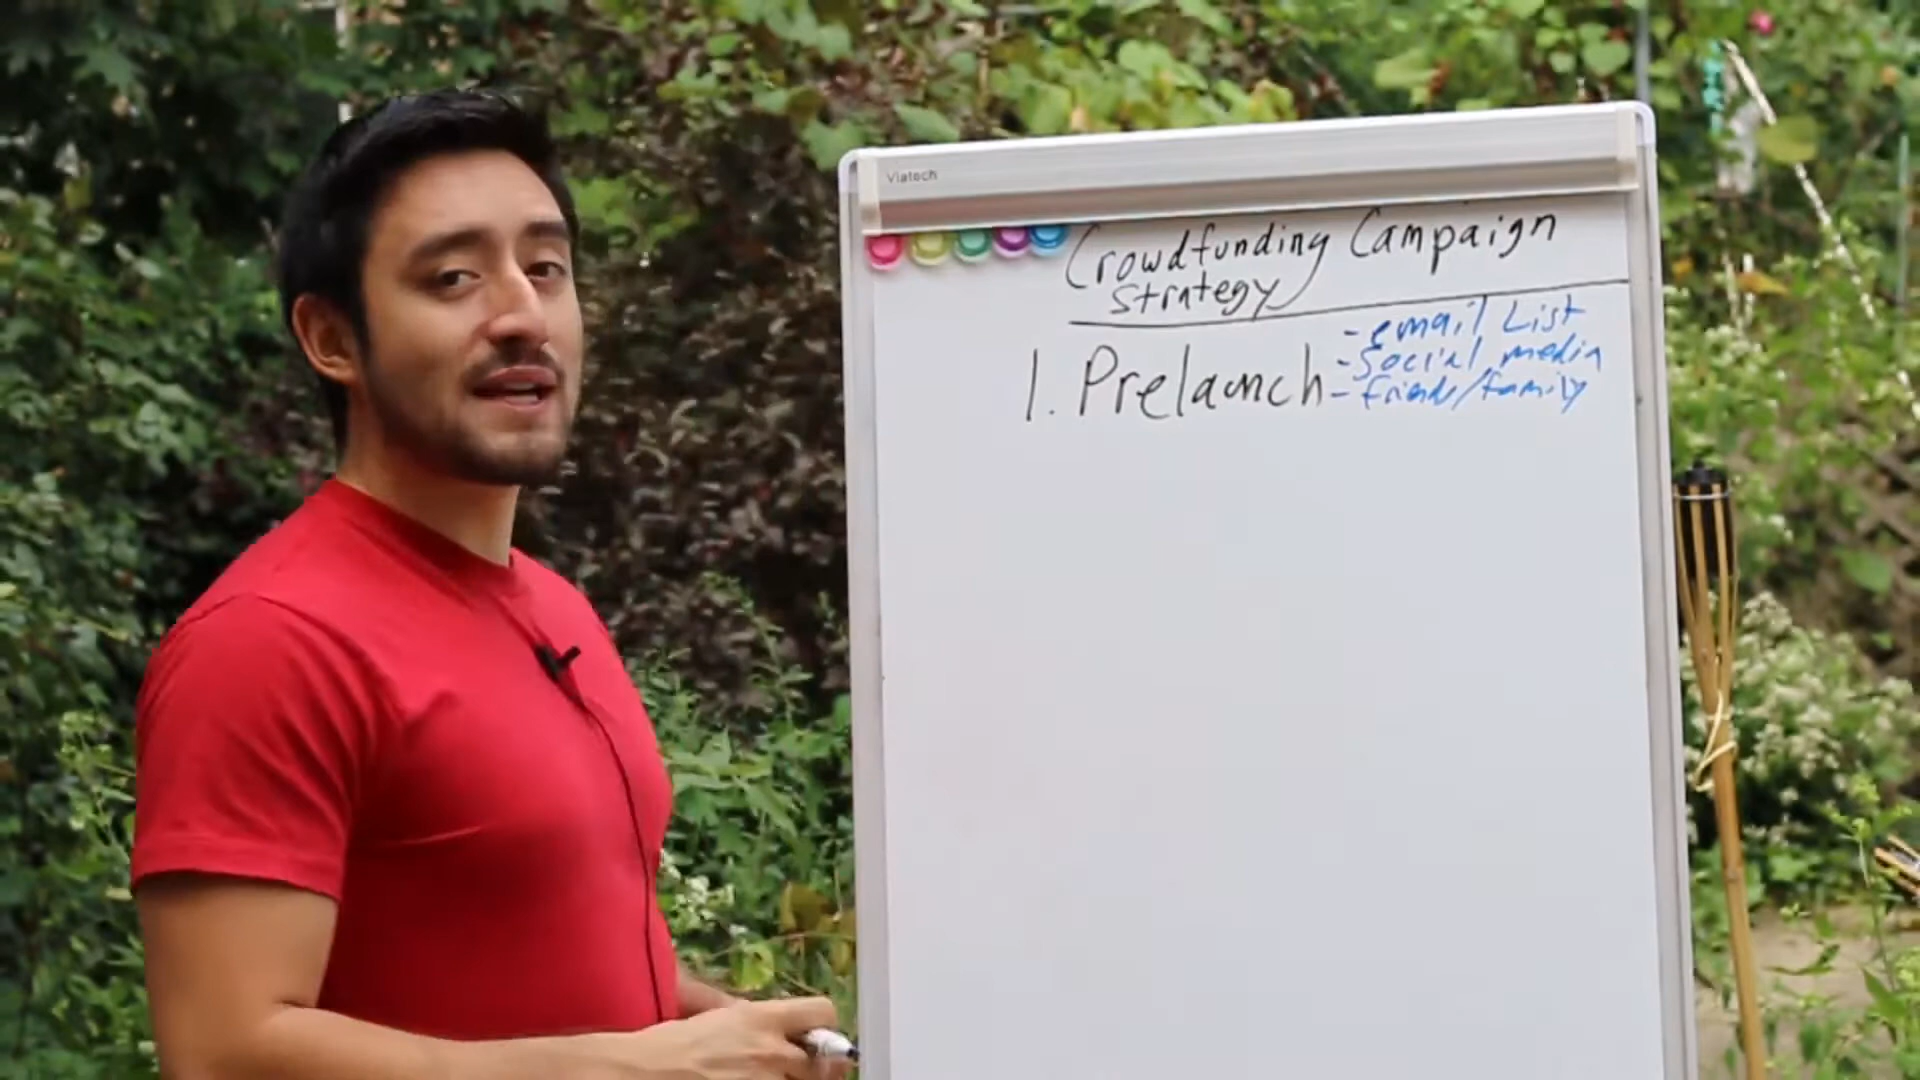 Viatech
Crowdfunding Campaign
Strategy
- email List
1. Prelaunch - Social media
- friends/family